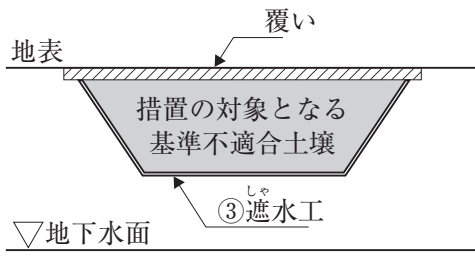 覆い
地表
措置の対象となる
基準不適合土壌
しゃ
③遮水工
▽地下水面